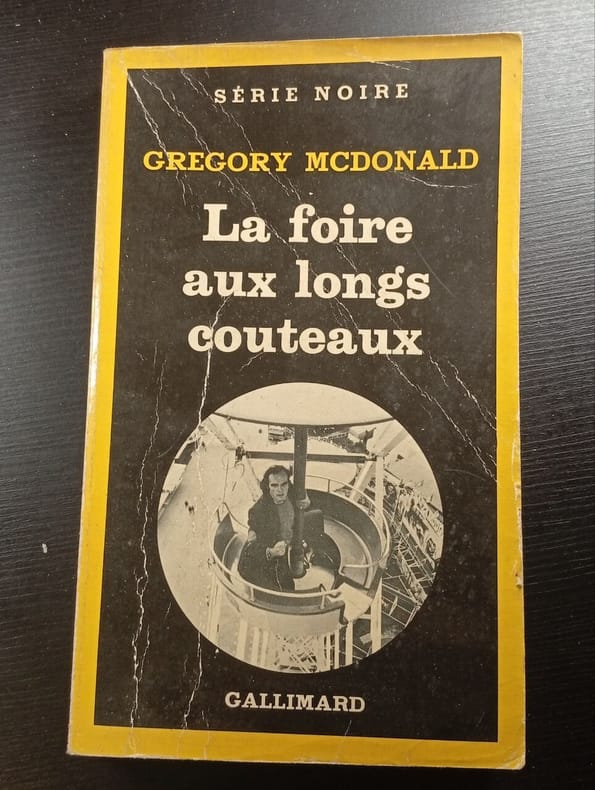 SÉRIE NOIRE
GREGORY MCDONALD
La foire
aux longs
couteaux
GALLIMARD